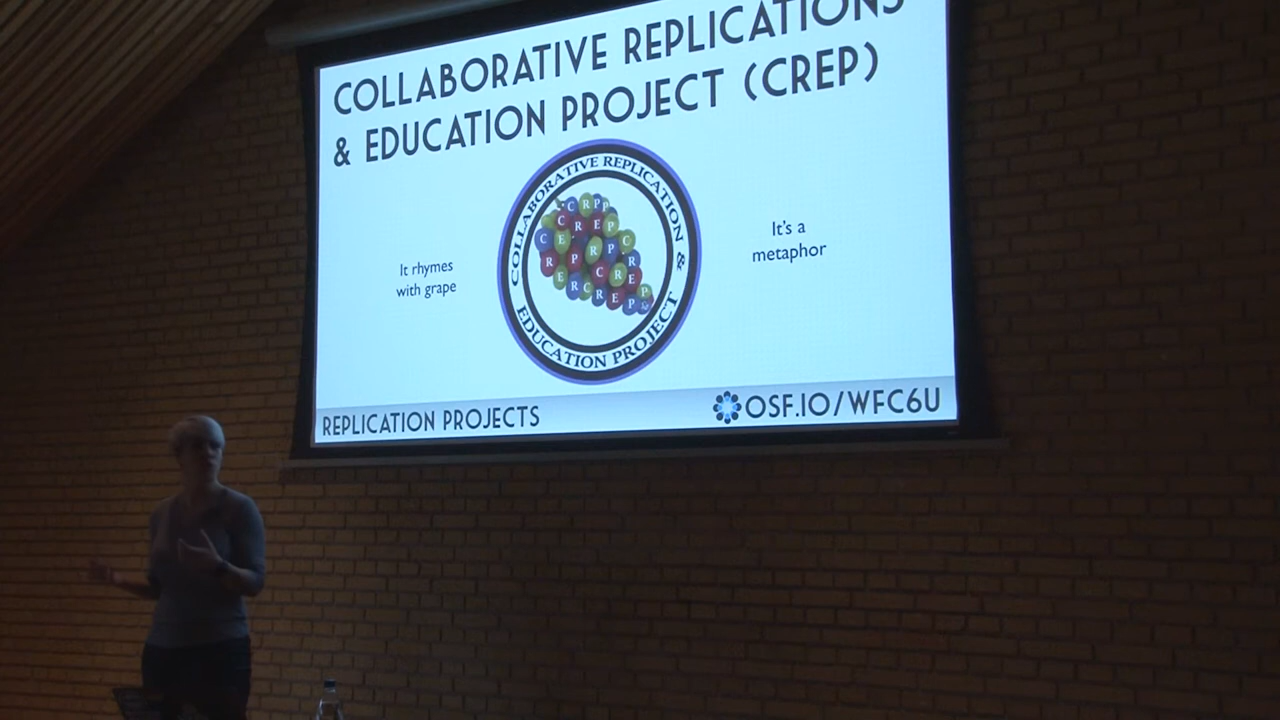 COLLABORATIVE REPLICATIONS
& EDUCATION PROJECT (CREP)
COLLABORATIVE REPLICATION &
EDUCATION PROJECT
It rhymes
with grape
It's a
metaphor
REPLICATION PROJECTS
OSF.IO/WFC6U